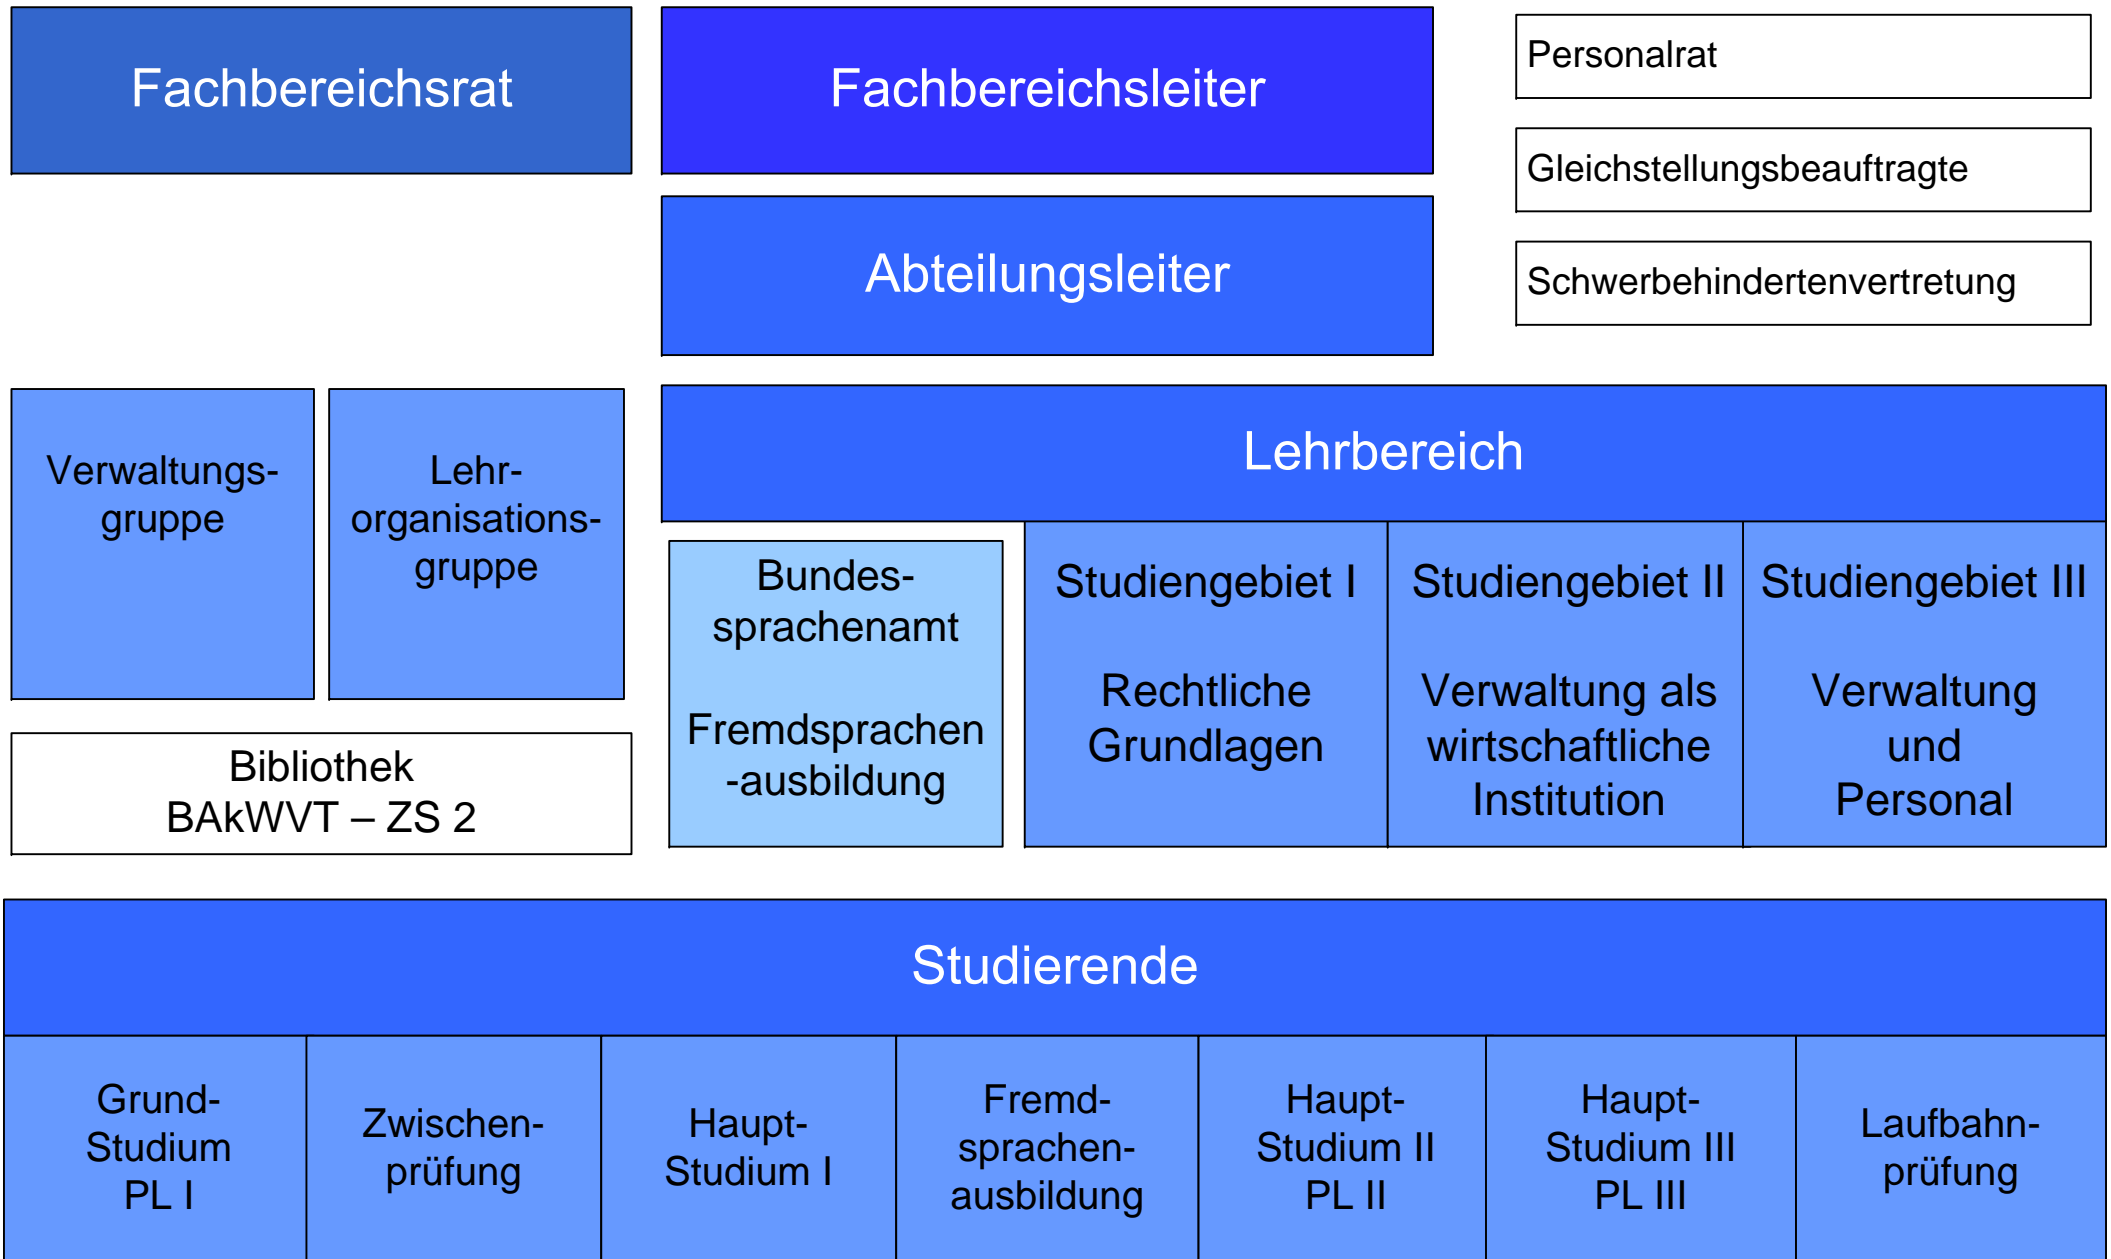 Fachbereichsrat
Fachbereichsleiter
Personalrat
Gleichstellungsbeauftragte
Abteilungsleiter
Schwerbehindertenvertretung
Verwaltungs-
gruppe
Lehr-
organisations-
gruppe
Lehrbereich
Bundes-
sprachenamt
Fremdsprachen
-ausbildung
Studiengebiet I
Rechtliche
Grundlagen
Studiengebiet II
Verwaltung als
wirtschaftliche
Institution
Studiengebiet III
Verwaltung
und
Personal
Bibliothek
BAkWVT – ZS 2
Studierende
Grund-
Studium
PL I
Zwischen-
prüfung
Haupt-
Studium I
Fremd-
sprachen-
ausbildung
Haupt-
Studium II
PL II
Haupt-
Studium III
PL III
Laufbahn-
prüfung